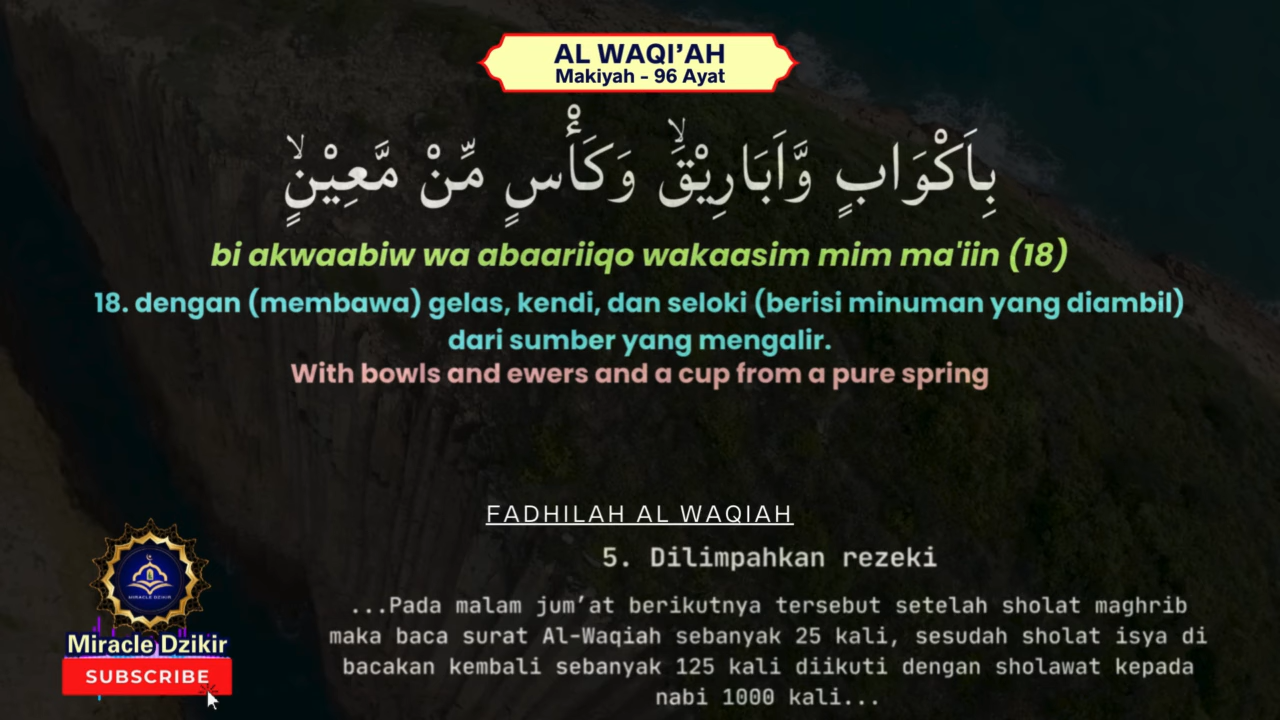 AL WAQI’AH
Makiyah - 96 Ayat
بِاَكْوَابٍ وَّاَبَارِيْقَۙ وَكَأْسٍ مِّنْ مَّعِيْنٍۙ
bi akwaabiw wa abaariiqo wakaasim mim ma'iin (18)
18. dengan (membawa) gelas, kendi, dan seloki (berisi minuman yang diambil)
dari sumber yang mengalir.
With bowls and ewers and a cup from a pure spring
FADHILAH AL WAQIAH
5. Dilimpahkan rezeki
...Pada malam jum’at berikutnya tersebut setelah sholat maghrib
maka baca surat Al-Waqiah sebanyak 25 kali, sesudah sholat isya di
bacakan kembali sebanyak 125 kali diikuti dengan sholawat kepada
nabi 1000 kali...
MIRACLE DZIKIR
Miracle Dzikir
SUBSCRIBE